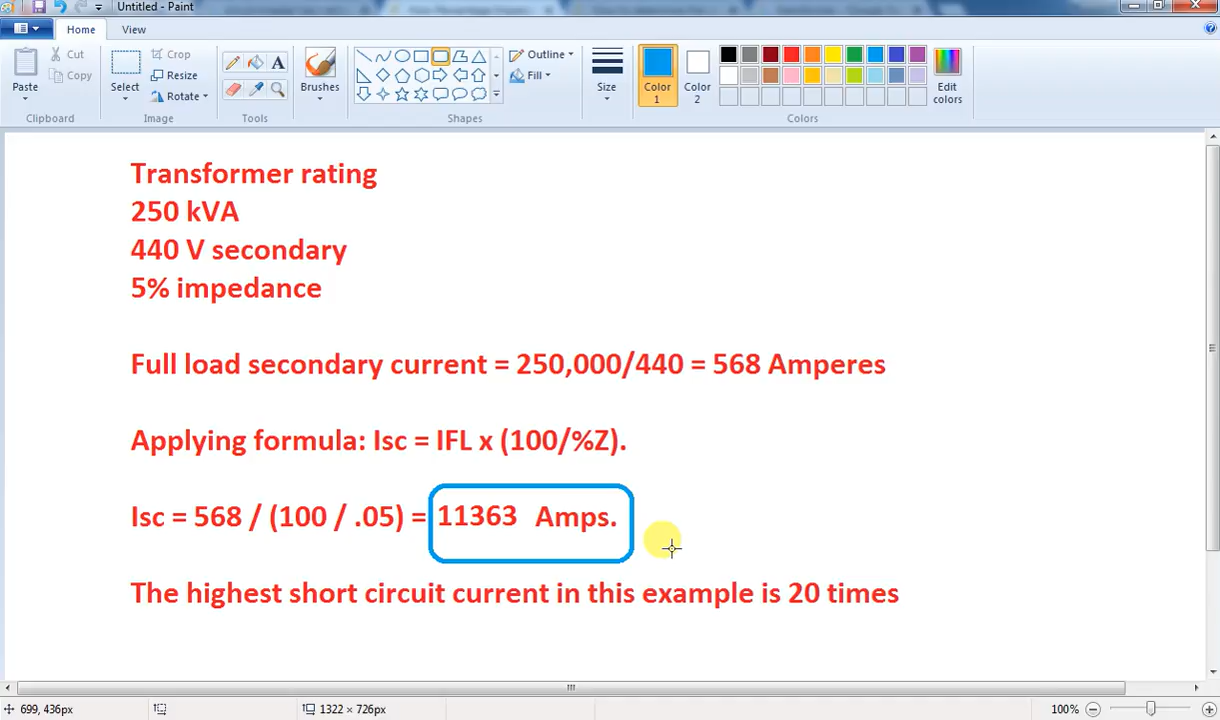 Untitled - Paint
Home View
Paste
Cut
Copy
Clipboard
Select
Crop
Resize
Rotate
Image
A
Tools
Brushes
Shapes
Outline
Fill
Size
Color 1
Color 2
Edit colors
Colors
Transformer rating
250 kVA
440 V secondary
5% impedance
Full load secondary current = 250,000/440 = 568 Amperes
Applying formula: Isc = IFL x (100/%Z).
Isc = 568 / (100 / .05) = 11363 Amps.
The highest short circuit current in this example is 20 times
699, 436px
1322 × 726px
100%